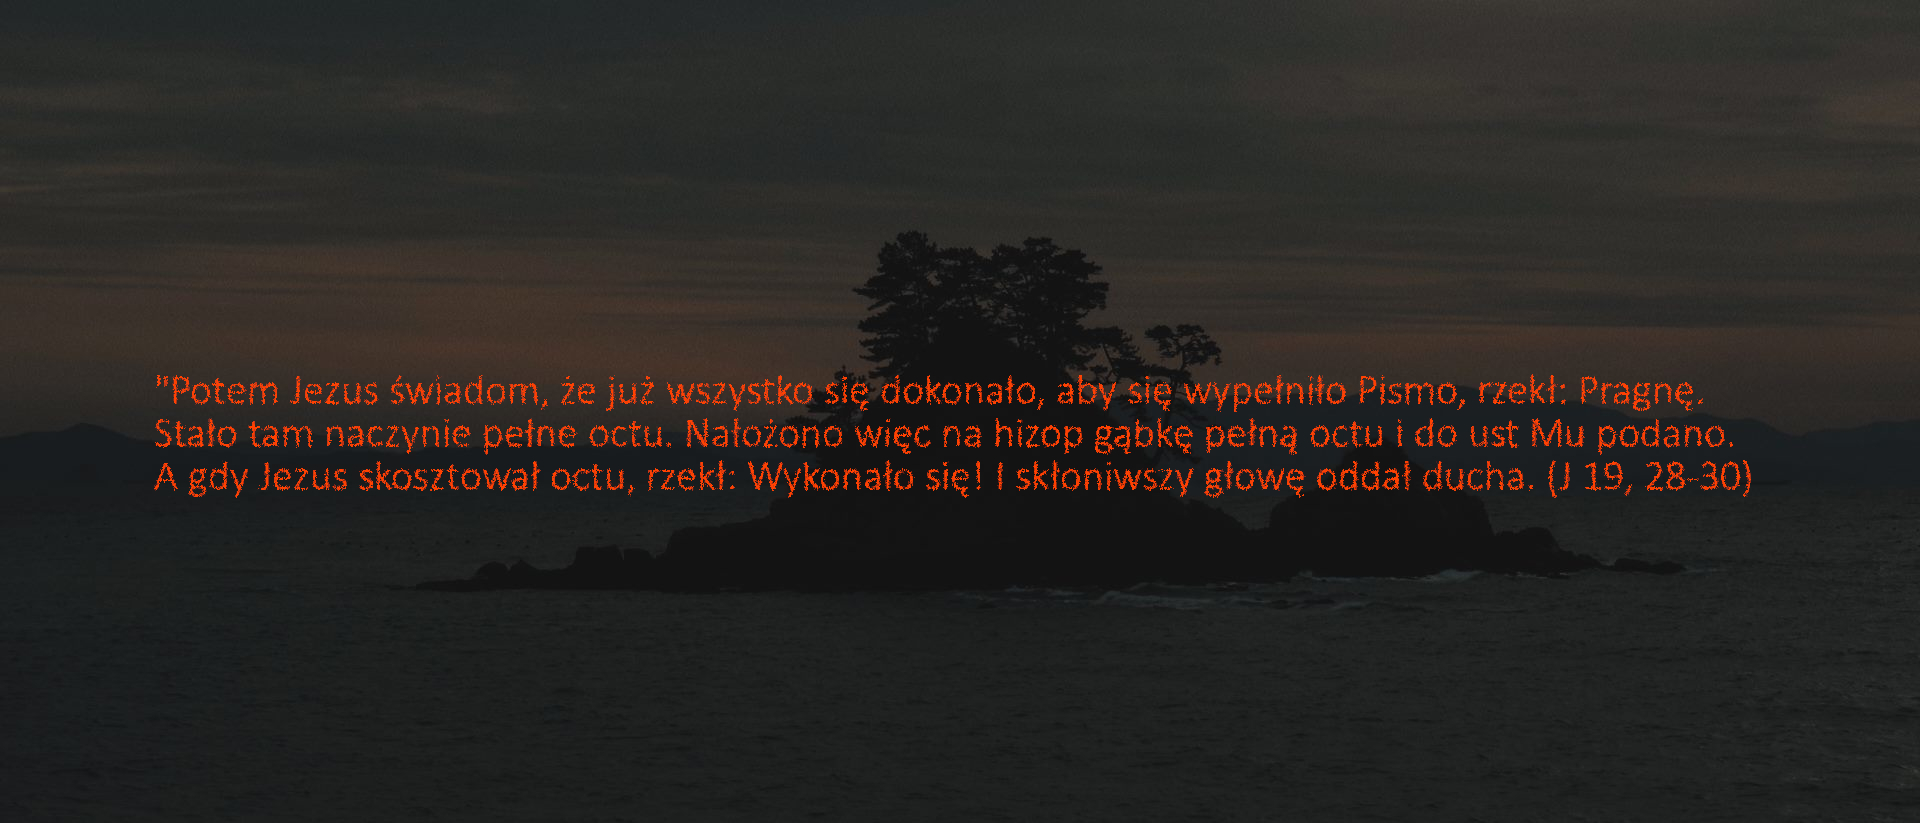 "Potem Jezus świadom, że już wszystko się dokonało, aby się wypełniło Pismo, rzekł: Pragnę.
Stało tam naczynie pełne octu. Nałożono więc na hizop gąbkę pełną octu i do ust Mu podano.
A gdy Jezus skosztował octu, rzekł: Wykonało się! I skłoniwszy głowę oddał ducha. (J 19, 28-30)